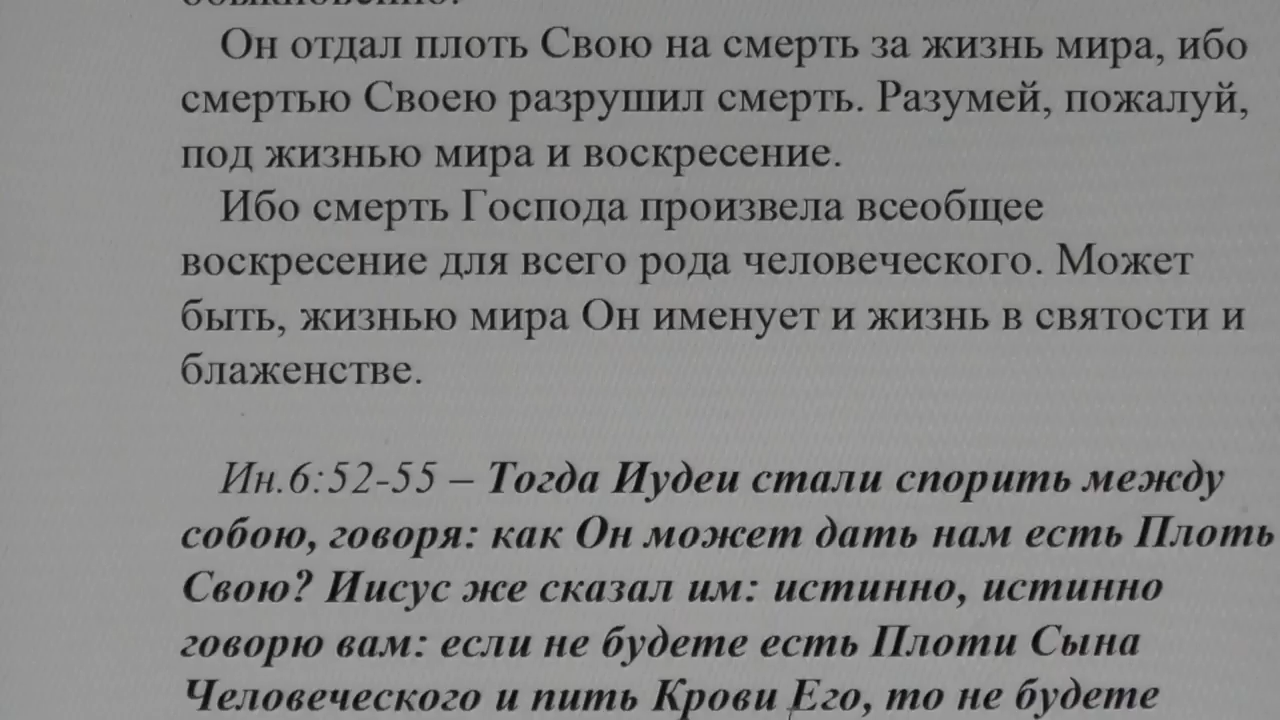 обыкновенно.
Он отдал плоть Свою на смерть за жизнь мира, ибо
смертью Своею разрушил смерть. Разумей, пожалуй,
под жизнью мира и воскресение.
Ибо смерть Господа произвела всеобщее
воскресение для всего рода человеческого. Может
быть, жизнью мира Он именует и жизнь в святости и
блаженстве.
Ин.6:52-55 – Тогда Иудеи стали спорить между
собою, говоря: как Он может дать нам есть Плоть
Свою? Иисус же сказал им: истинно, истинно
говорю вам: если не будете есть Плоти Сына
Человеческого и пить Крови Его, то не будете